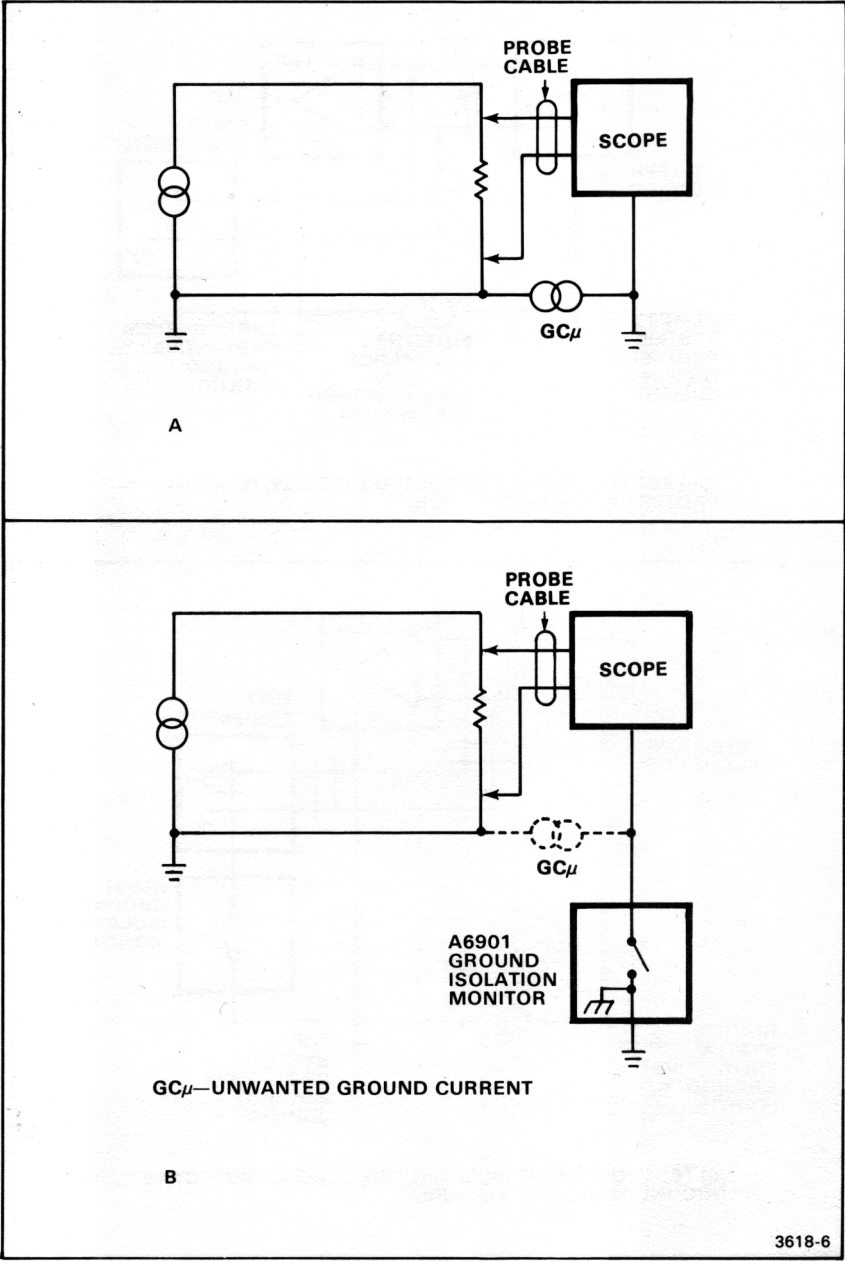 PROBE
CABLE
SCOPE
GCμ
A
PROBE
CABLE
SCOPE
GCμ
A6901
GROUND
ISOLATION
MONITOR
GCμ—UNWANTED GROUND CURRENT
B
3618-6